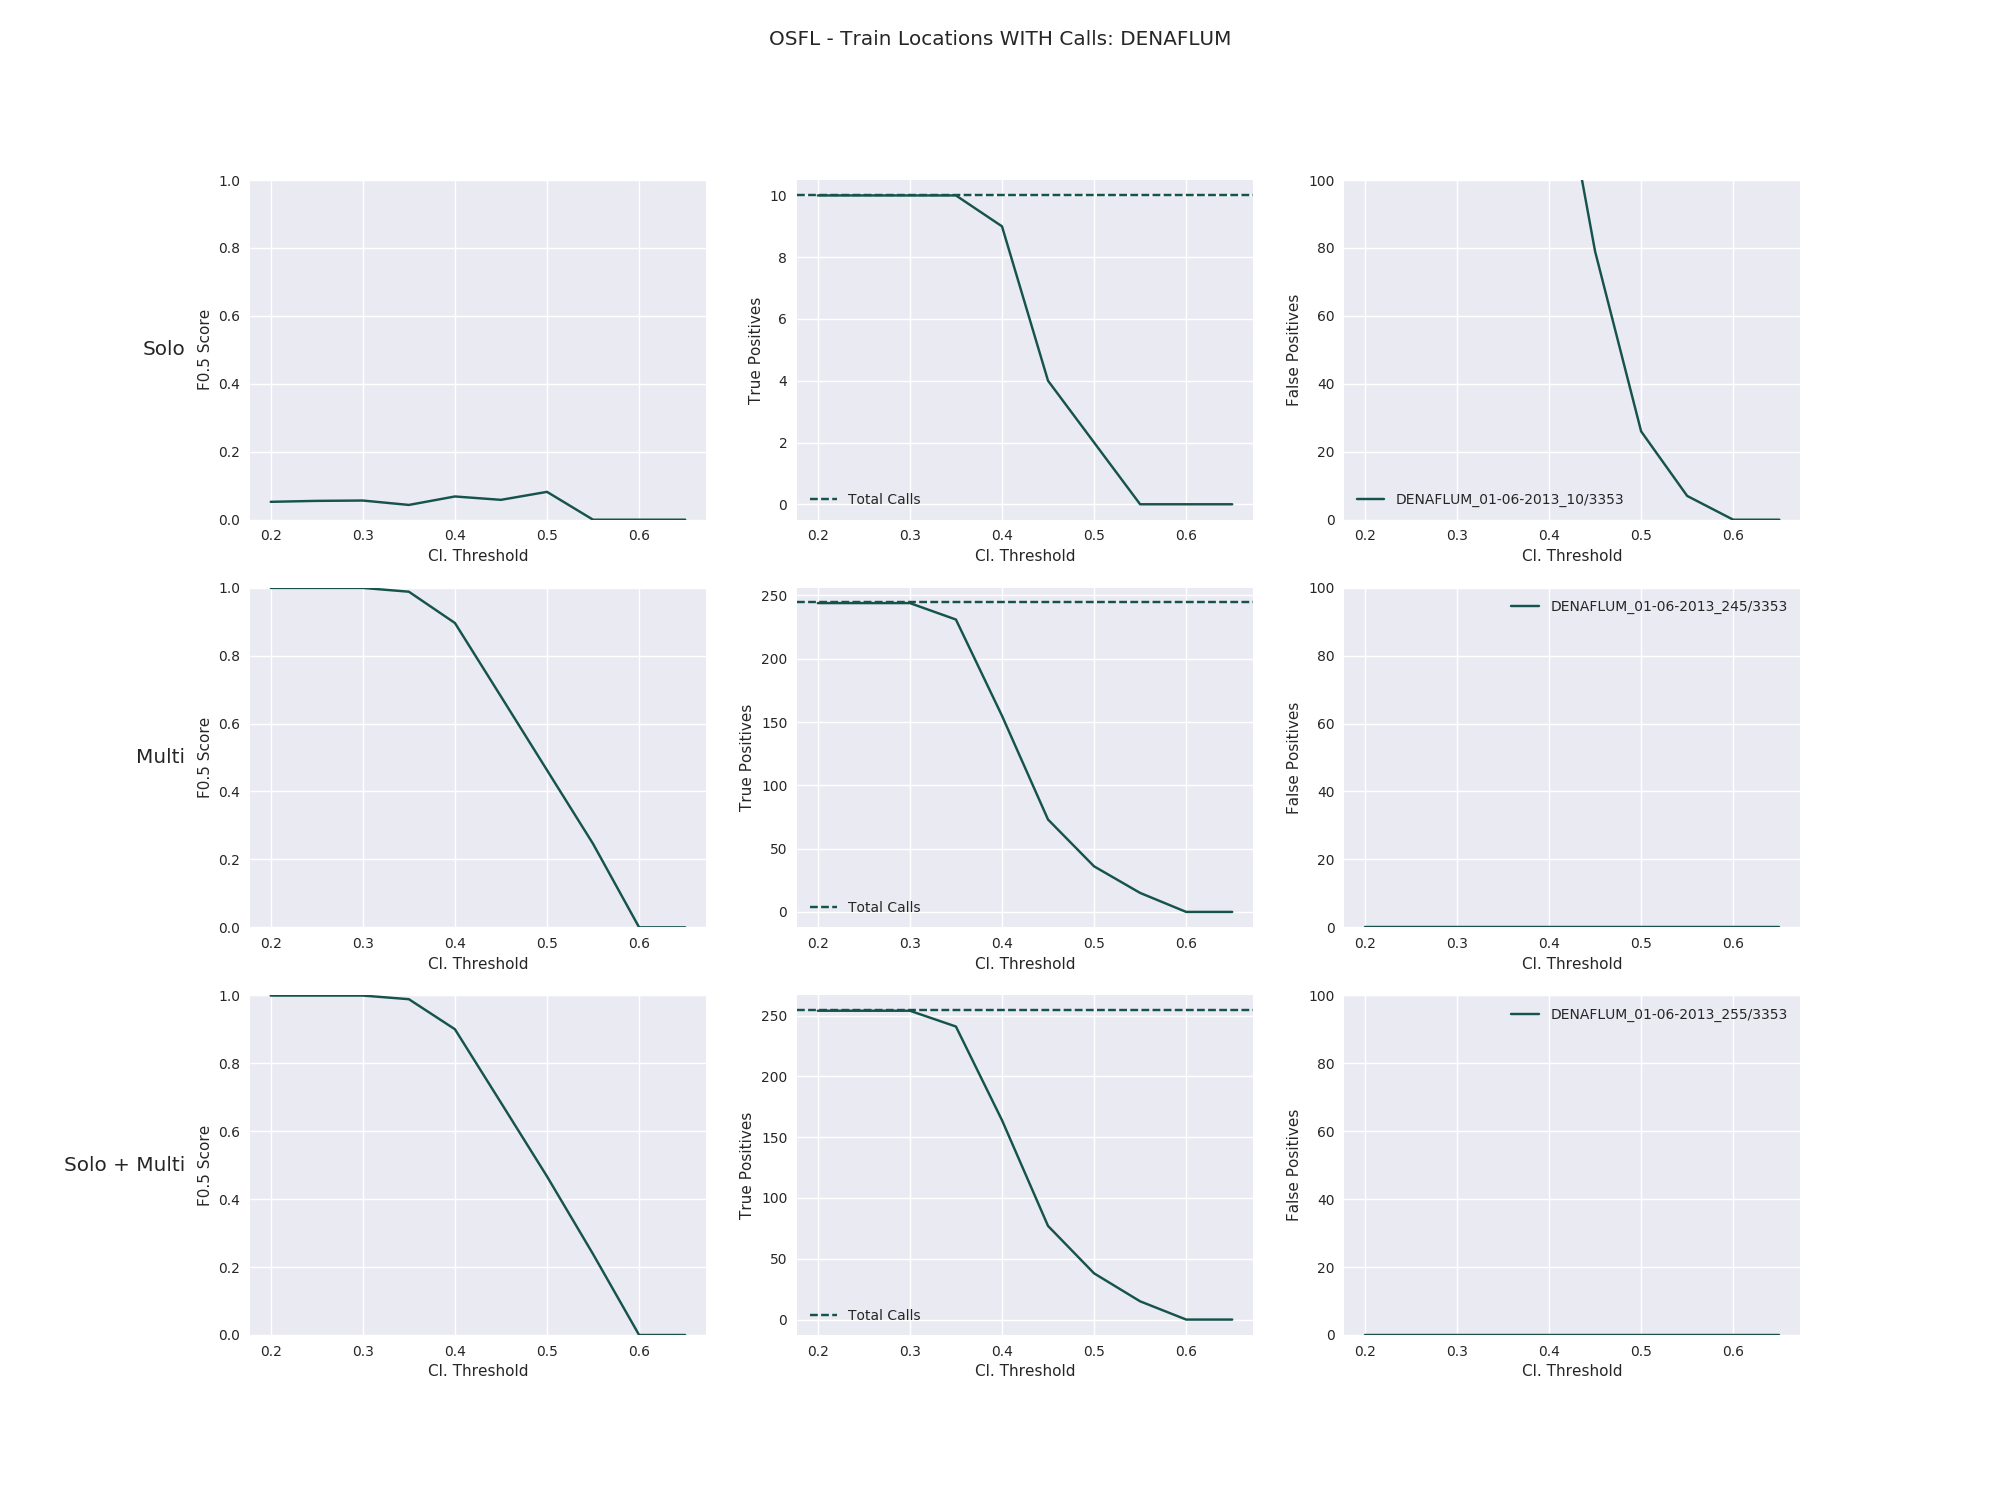 OSFL - Train Locations WITH Calls: DENAFLUM
Solo
F0.5 Score
1.0
0.8
0.6
0.4
0.2
0.0
0.2 0.3 0.4 0.5 0.6
Cl. Threshold
True Positives
10
8
6
4
2
0
Total Calls
0.2 0.3 0.4 0.5 0.6
Cl. Threshold
False Positives
100
80
60
40
20
0
DENAFLUM_01-06-2013_10/3353
0.2 0.3 0.4 0.5 0.6
Cl. Threshold
Multi
F0.5 Score
1.0
0.8
0.6
0.4
0.2
0.0
0.2 0.3 0.4 0.5 0.6
Cl. Threshold
True Positives
250
200
150
100
50
0
Total Calls
0.2 0.3 0.4 0.5 0.6
Cl. Threshold
False Positives
100
80
60
40
20
0
DENAFLUM_01-06-2013_245/3353
0.2 0.3 0.4 0.5 0.6
Cl. Threshold
Solo + Multi
F0.5 Score
1.0
0.8
0.6
0.4
0.2
0.0
0.2 0.3 0.4 0.5 0.6
Cl. Threshold
True Positives
250
200
150
100
50
0
Total Calls
0.2 0.3 0.4 0.5 0.6
Cl. Threshold
False Positives
100
80
60
40
20
0
DENAFLUM_01-06-2013_255/3353
0.2 0.3 0.4 0.5 0.6
Cl. Threshold